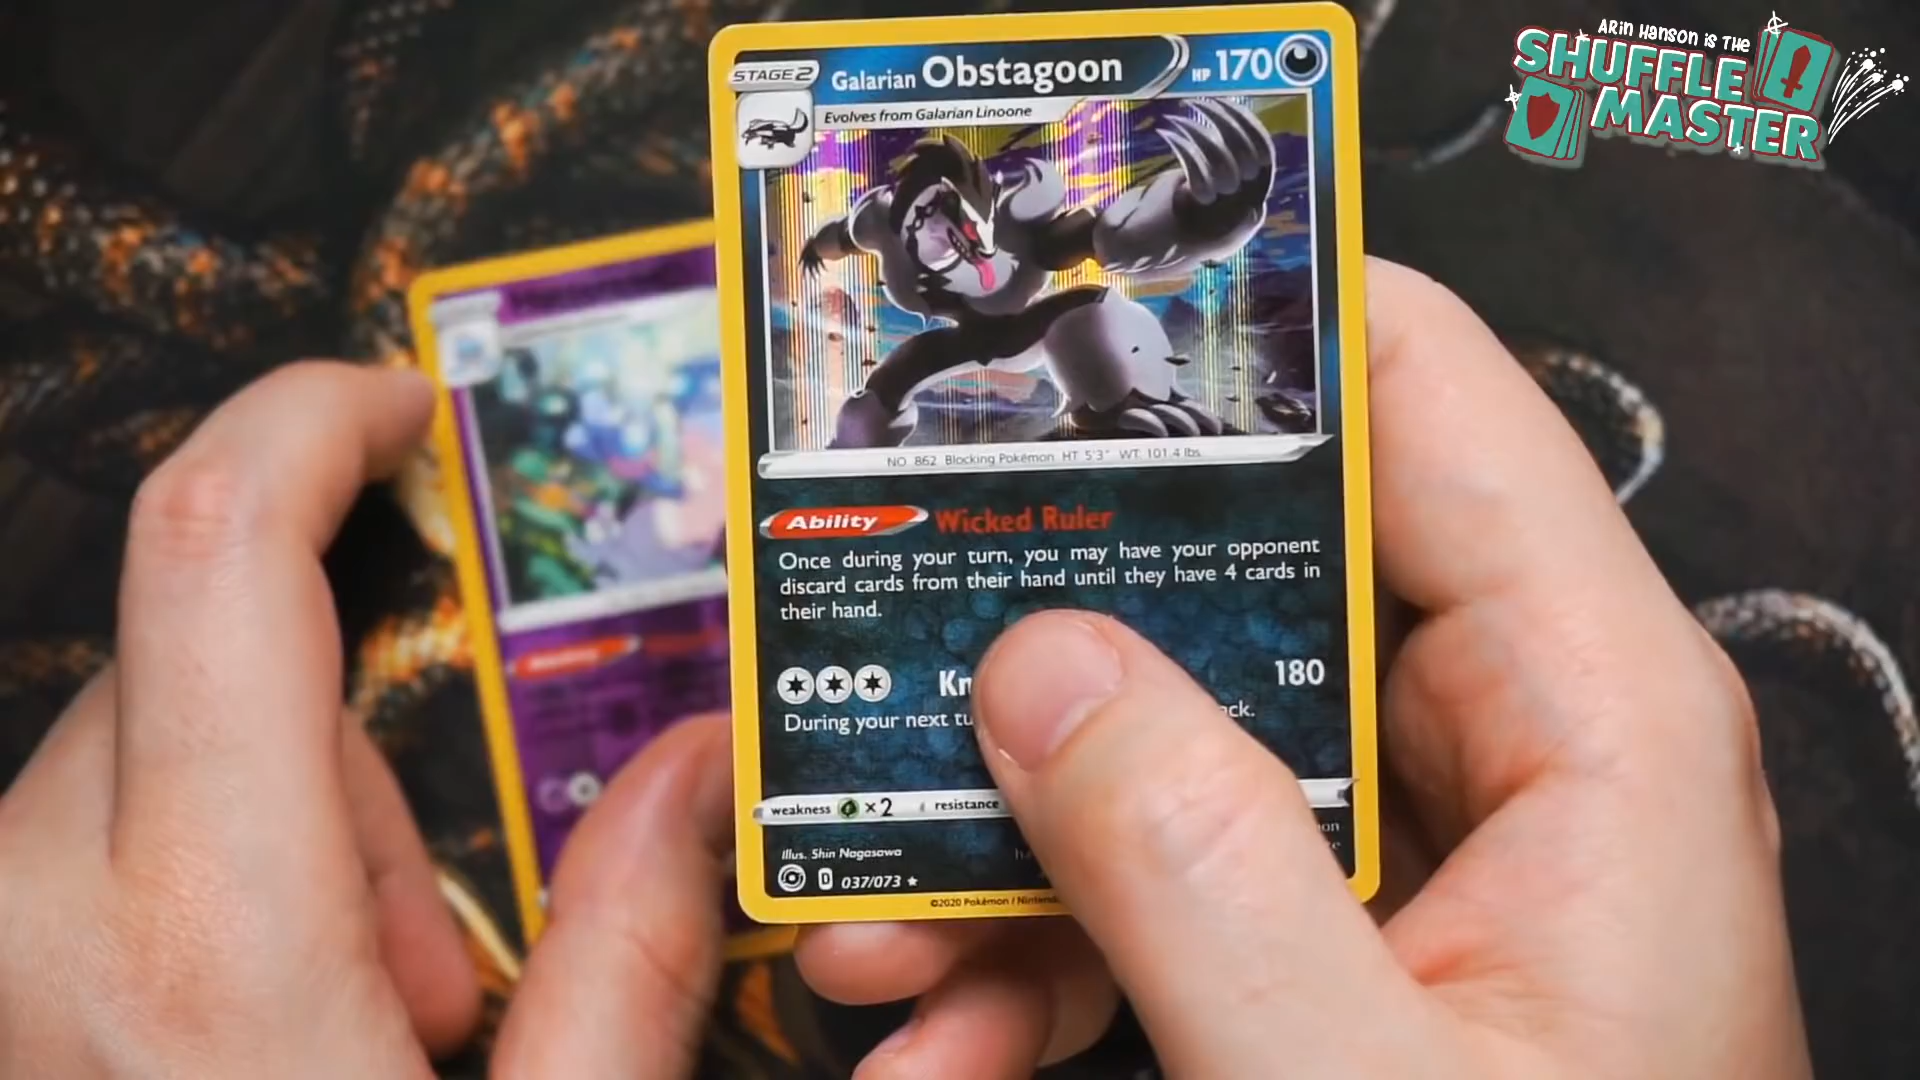 ARin HANSON is THE
SHUFFLE
MASTER
STAGE 2
Galarian Obstagoon
HP 170
Evolves from Galarian Linoone
NO. 862 Blocking Pokémon HT: 5'3" WT: 101.4 lbs.
Ability Wicked Ruler
Once during your turn, you may have your opponent
discard cards from their hand until they have 4 cards in
their hand.
180
During your next
weakness ×2 resistance
Illus. Shin Nagasawa
D 037/073 ★
©2020 Pokémon /